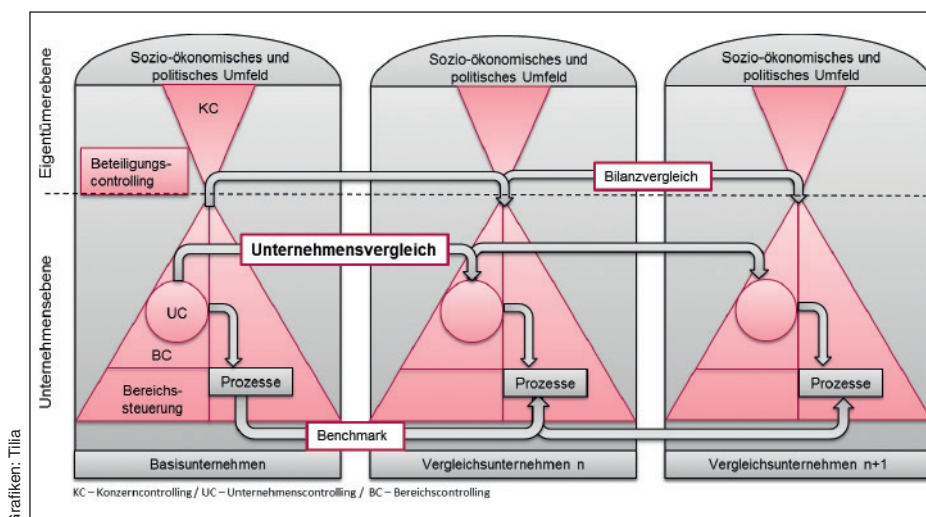 Eigentümerebene
Unternehmensebene
Sozio-ökonomisches und
politisches Umfeld
KC
Beteiligungs-
controlling
Sozio-ökonomisches und
politisches Umfeld
Sozio-ökonomisches und
politisches Umfeld
Bilanzvergleich
Unternehmensvergleich
UC
BC
Bereichs-
steuerung
Prozesse
Prozesse
Prozesse
Benchmark
Basisunternehmen
Vergleichsunternehmen n
Vergleichsunternehmen n+1
KC – Konzerncontrolling / UC – Unternehmenscontrolling / BC – Bereichscontrolling
Grafiken: Tilia